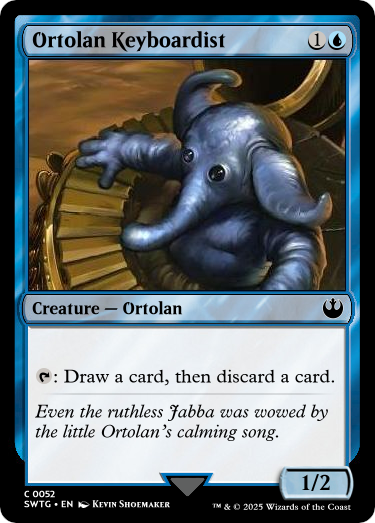 Ortolan Keyboardist 1
Creature — Ortolan
: Draw a card, then discard a card.
Even the ruthless Jabba was wowed by
the little Ortolan's calming song.
1/2
C 0052
SWTG • EN Kevin Shoemaker
™ & © 2025 Wizards of the Coast